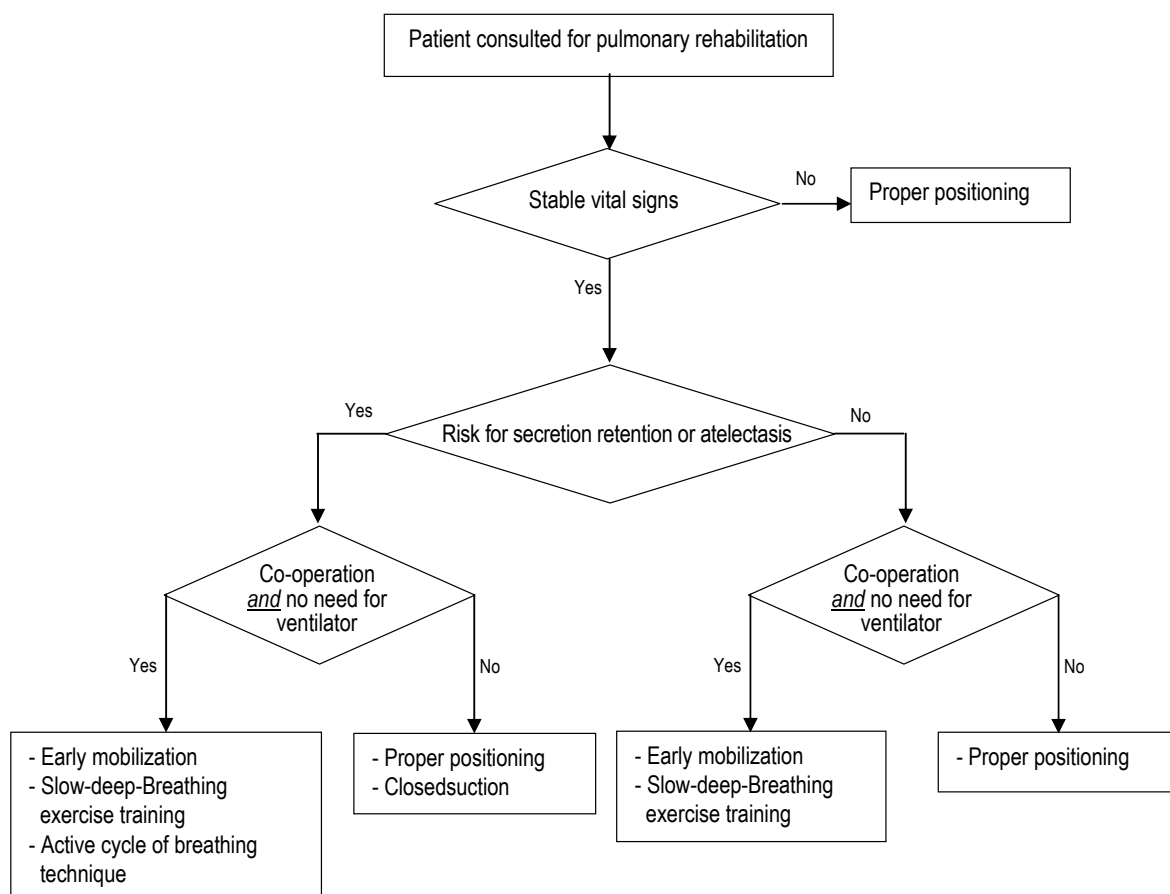 Patient consulted for pulmonary rehabilitation
Stable vital signs
No
Proper positioning
Yes
Yes
Risk for secretion retention or atelectasis
No
Co-operation
and no need for
ventilator
Co-operation
and no need for
ventilator
Yes
No
Yes
No
- Early mobilization
- Slow-deep-Breathing
exercise training
- Active cycle of breathing
technique
- Proper positioning
- Closedsuction
- Early mobilization
- Slow-deep-Breathing
exercise training
- Proper positioning